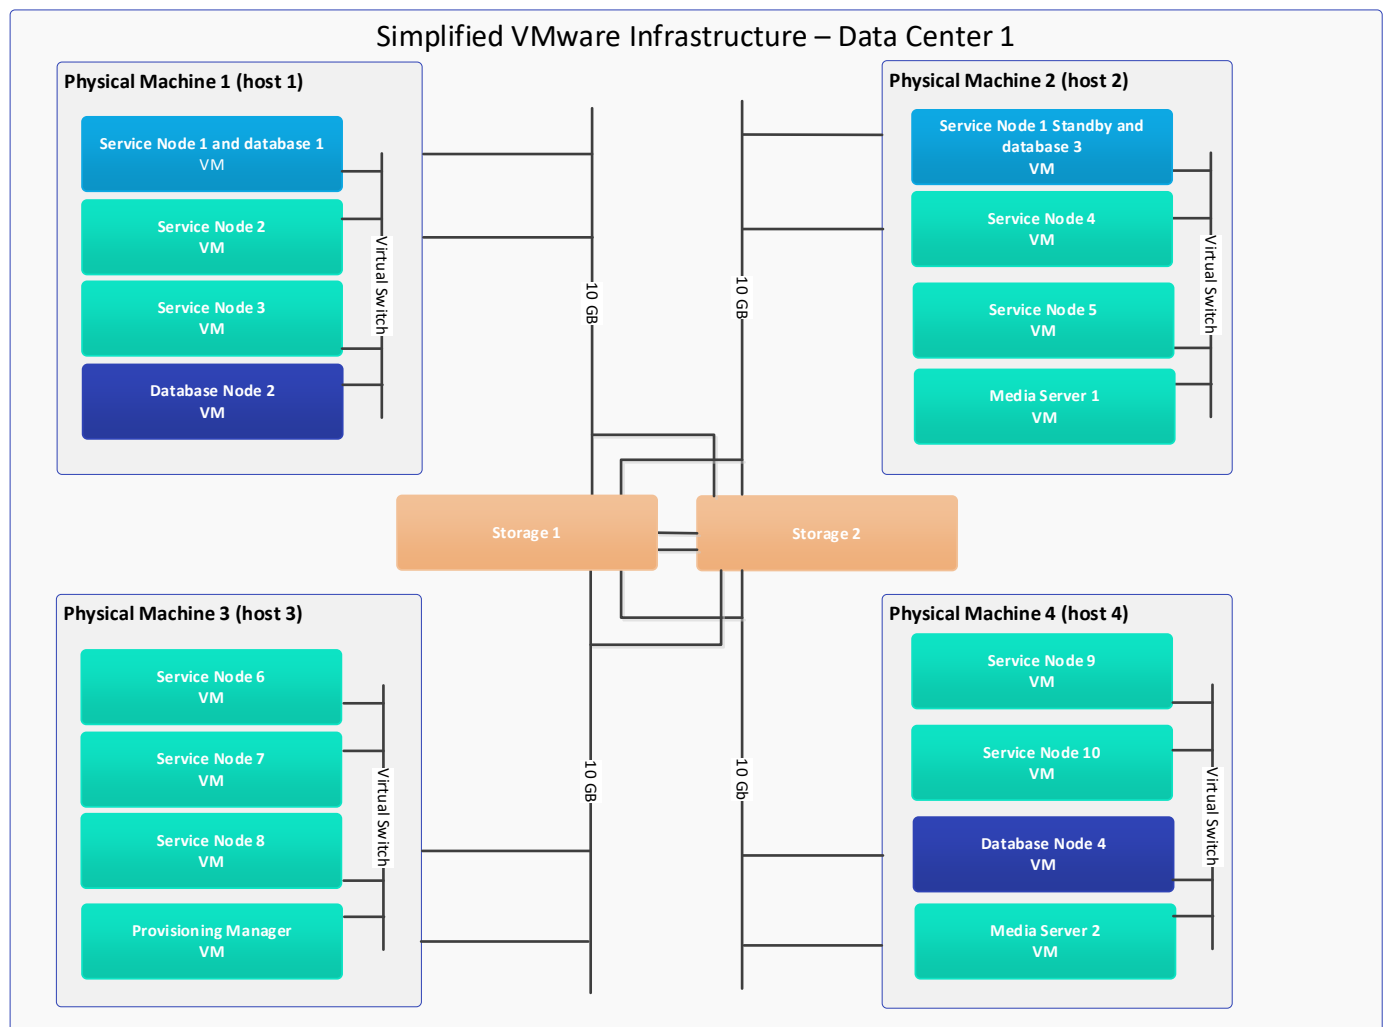 Simplified VMware Infrastructure – Data Center 1
Physical Machine 1 (host 1)
Service Node 1 and database 1
VM
Service Node 2
VM
Service Node 3
VM
Database Node 2
VM
Virtual Switch
10 GB
10 GB
Physical Machine 2 (host 2)
Service Node 1 Standby and
database 3
VM
Service Node 4
VM
Service Node 5
VM
Media Server 1
VM
Virtual Switch
Storage 1
Storage 2
Physical Machine 3 (host 3)
Service Node 6
VM
Service Node 7
VM
Service Node 8
VM
Provisioning Manager
VM
Virtual Switch
10 GB
10 Gb
Physical Machine 4 (host 4)
Service Node 9
VM
Service Node 10
VM
Database Node 4
VM
Media Server 2
VM
Virtual Switch